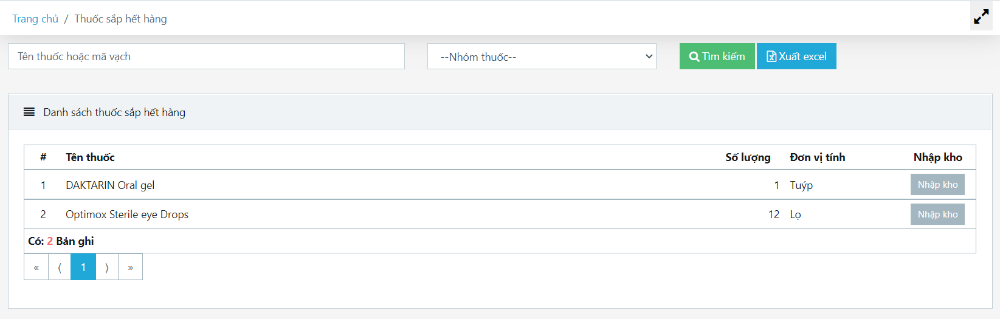 Trang chủ / Thuốc sắp hết hàng
Tên thuốc hoặc mã vạch --Nhóm thuốc-- Tìm kiếm Xuất excel
Danh sách thuốc sắp hết hàng
# Tên thuốc Số lượng Đơn vị tính Nhập kho
1 DAKTARIN Oral gel 1 Tuýp Nhập kho
2 Optimox Sterile eye Drops 12 Lọ Nhập kho
Có: 2 Bản ghi
« ⟨ 1 ⟩ »